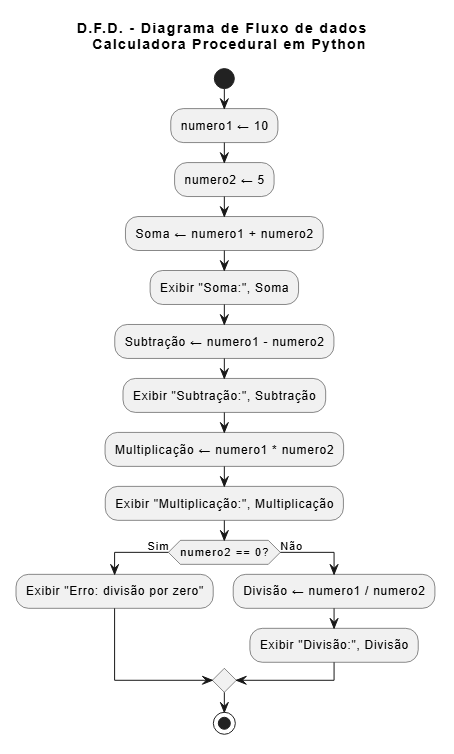 D.F.D. - Diagrama de Fluxo de dados
Calculadora Procedural em Python
numero1 ← 10
numero2 ← 5
Soma ← numero1 + numero2
Exibir "Soma:", Soma
Subtração ← numero1 - numero2
Exibir "Subtração:", Subtração
Multiplicação ← numero1 * numero2
Exibir "Multiplicação:", Multiplicação
Sim
numero2 == 0?
Não
Exibir "Erro: divisão por zero"
Divisão ← numero1 / numero2
Exibir "Divisão:", Divisão